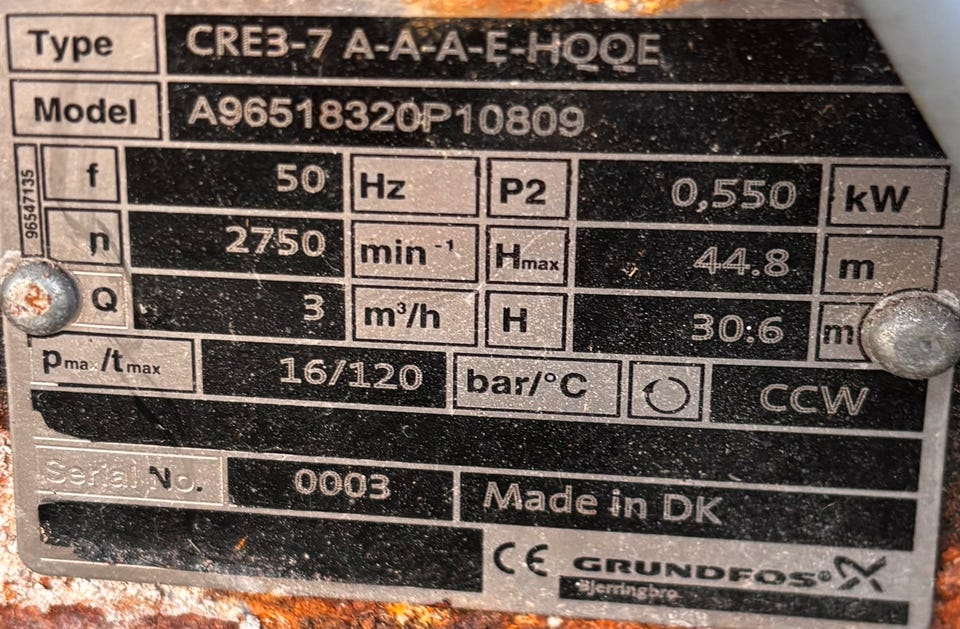 Type CRE3-7 A-A-A-E-HQQE
Model A96518320P10809
96547135
f 50 Hz P2 0,550 kW
n 2750 min⁻¹ Hmax 44.8 m
Q 3 m³/h H 30.6 m
pmax/tmax 16/120 bar/°C CCW
Serial No. 0003 Made in DK
CE GRUNDFOS®
Bjerringbro